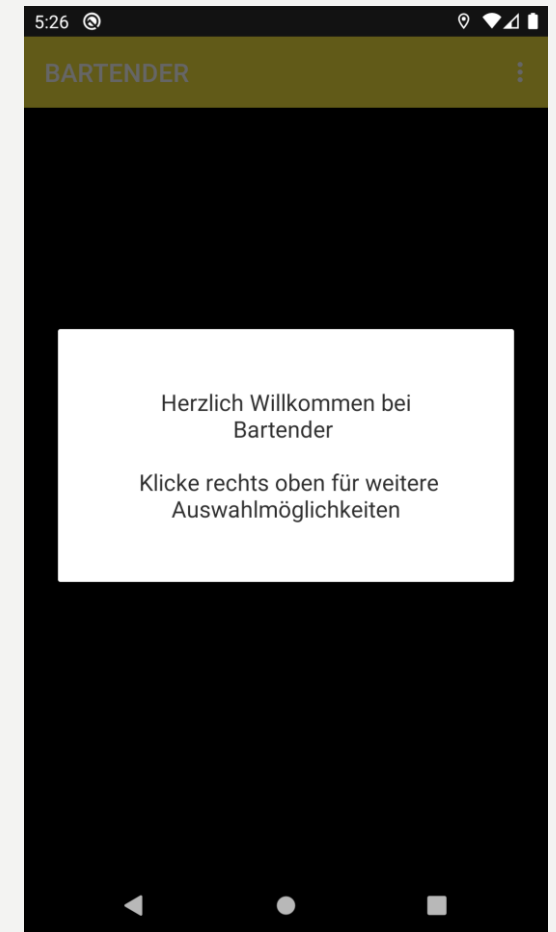 5:26
BARTENDER
Herzlich Willkommen bei
Bartender
Klicke rechts oben für weitere
Auswahlmöglichkeiten